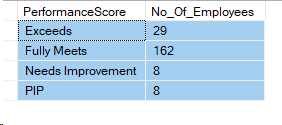 PerformanceScore No_Of_Employees
Exceeds 29
Fully Meets 162
Needs Improvement 8
PIP 8